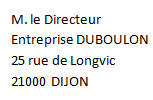 M. le Directeur
Entreprise DUBOULON
25 rue de Longvic
21000 DIJON